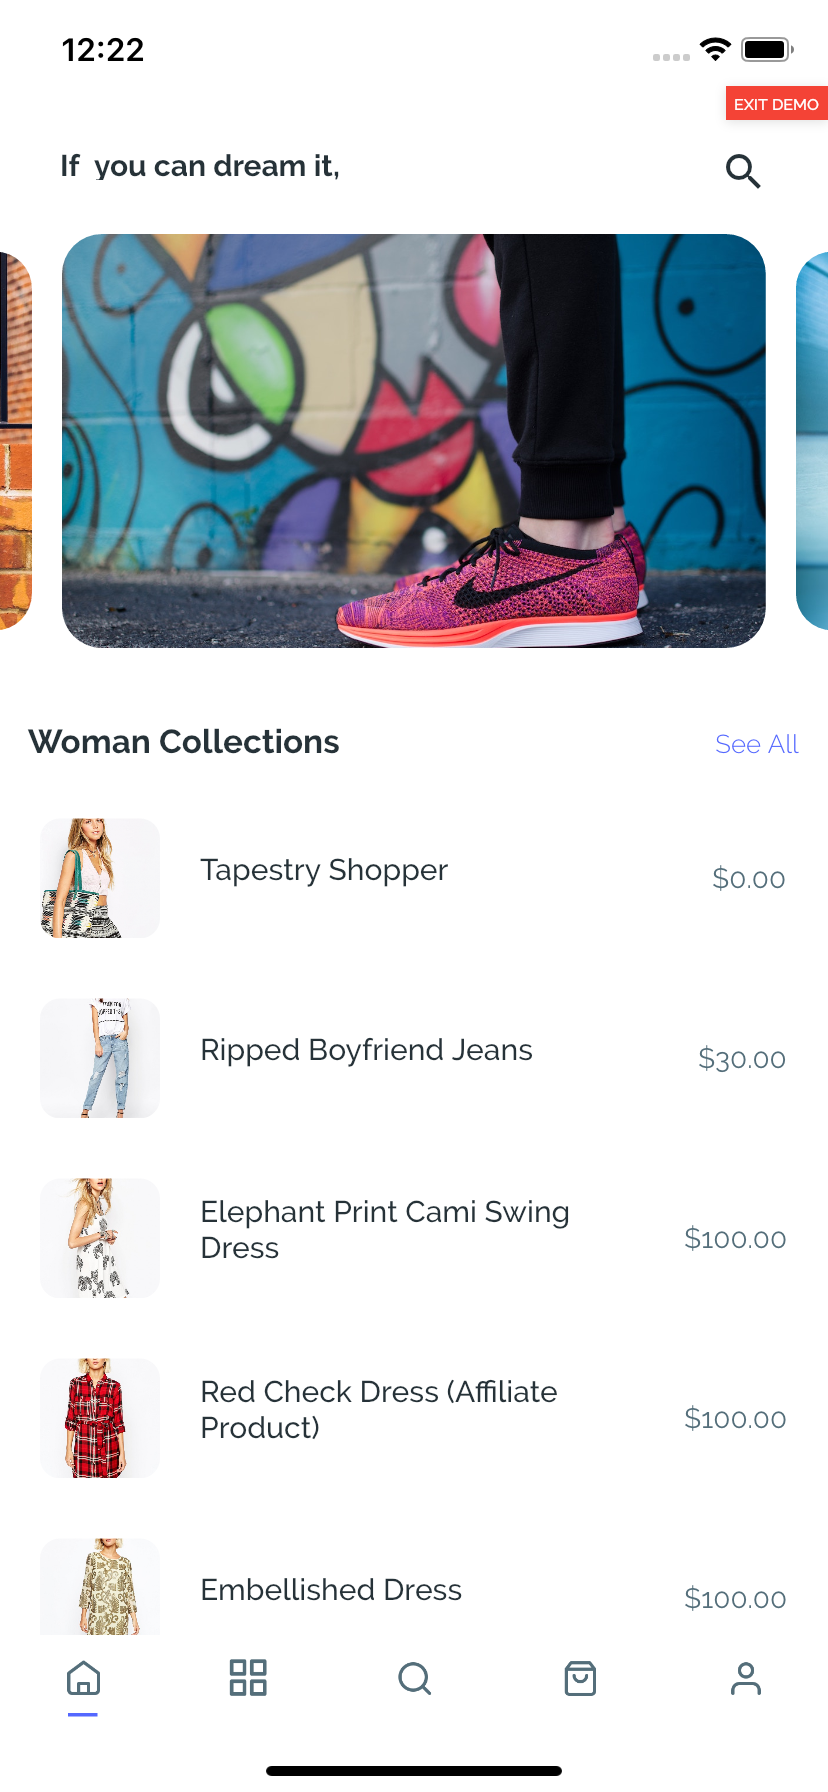 12:22
EXIT DEMO
If you can dream it,
Woman Collections
See All
Tapestry Shopper
$0.00
Ripped Boyfriend Jeans
$30.00
Elephant Print Cami Swing
Dress
$100.00
Red Check Dress (Affiliate
Product)
$100.00
Embellished Dress
$100.00